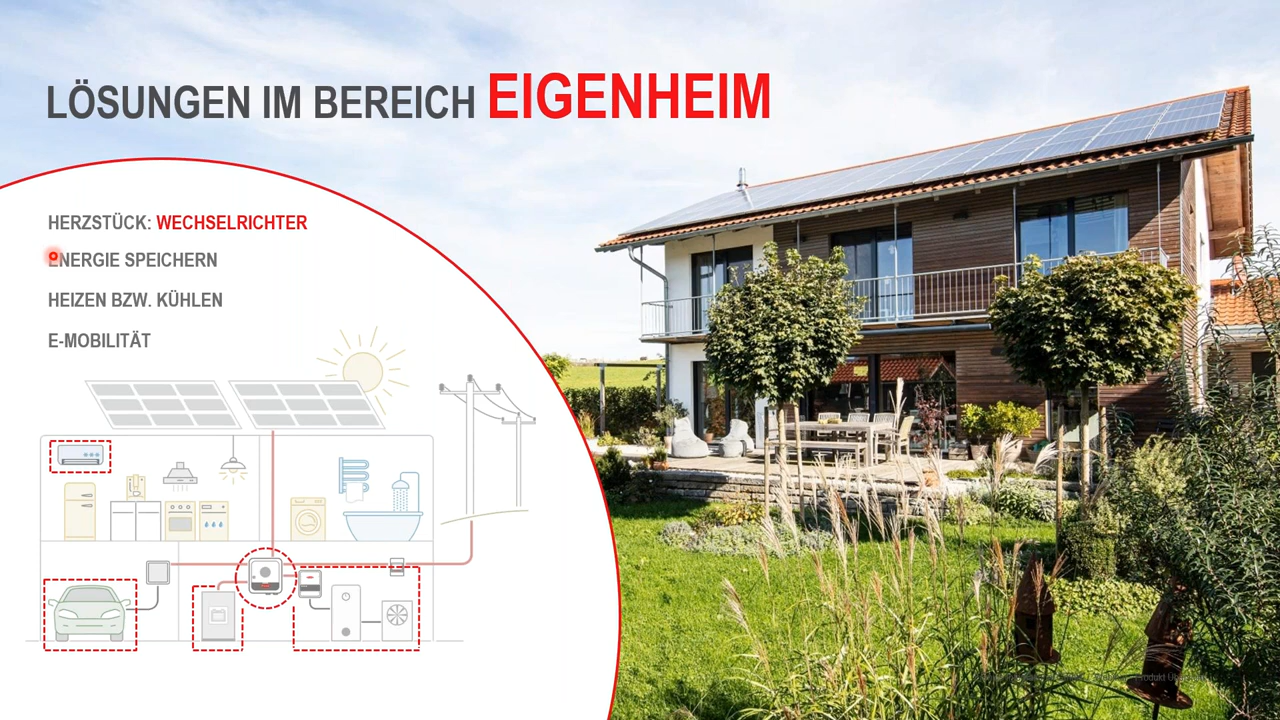 LÖSUNGEN IM BEREICH EIGENHEIM
HERZSTÜCK: WECHSELRICHTER
ENERGIE SPEICHERN
HEIZEN BZW. KÜHLEN
E-MOBILITÄT